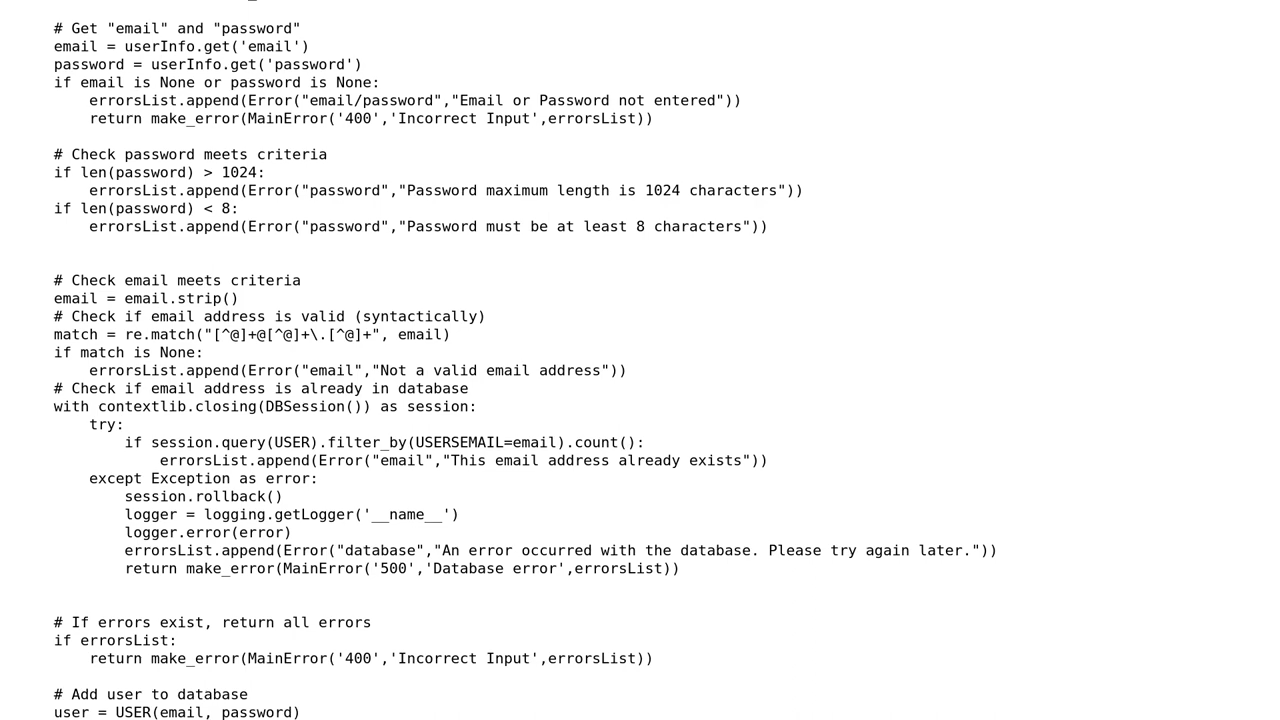 # Get "email" and "password"
email = userInfo.get('email')
password = userInfo.get('password')
if email is None or password is None:
    errorsList.append(Error("email/password","Email or Password not entered"))
    return make_error(MainError('400','Incorrect Input',errorsList))

# Check password meets criteria
if len(password) > 1024:
    errorsList.append(Error("password","Password maximum length is 1024 characters"))
if len(password) < 8:
    errorsList.append(Error("password","Password must be at least 8 characters"))

# Check email meets criteria
email = email.strip()
# Check if email address is valid (syntactically)
match = re.match("[^@]+@[^@]+\.[^@]+", email)
if match is None:
    errorsList.append(Error("email","Not a valid email address"))
# Check if email address is already in database
with contextlib.closing(DBSession()) as session:
    try:
        if session.query(USER).filter_by(USERSEMAIL=email).count():
            errorsList.append(Error("email","This email address already exists"))
    except Exception as error:
        session.rollback()
        logger = logging.getLogger('__name__')
        logger.error(error)
        errorsList.append(Error("database","An error occurred with the database. Please try again later."))
        return make_error(MainError('500','Database error',errorsList))

# If errors exist, return all errors
if errorsList:
    return make_error(MainError('400','Incorrect Input',errorsList))

# Add user to database
user = USER(email, password)